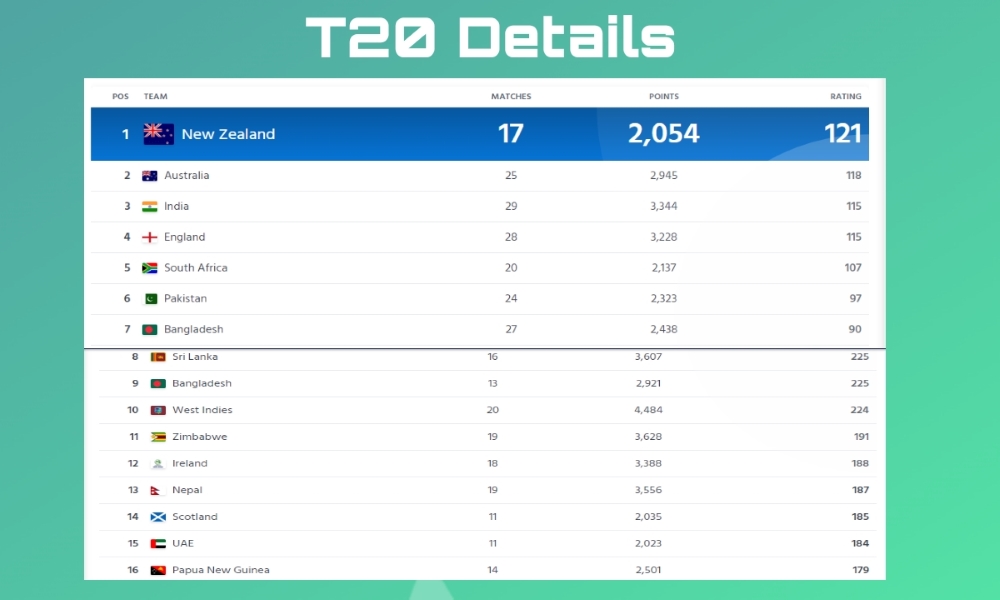 T20 Details
POS TEAM MATCHES POINTS RATING
1 New Zealand 17 2,054 121
2 Australia 25 2,945 118
3 India 29 3,344 115
4 England 28 3,228 115
5 South Africa 20 2,137 107
6 Pakistan 24 2,323 97
7 Bangladesh 27 2,438 90
8 Sri Lanka 16 3,607 225
9 Bangladesh 13 2,921 225
10 West Indies 20 4,484 224
11 Zimbabwe 19 3,628 191
12 Ireland 18 3,388 188
13 Nepal 19 3,556 187
14 Scotland 11 2,035 185
15 UAE 11 2,023 184
16 Papua New Guinea 14 2,501 179